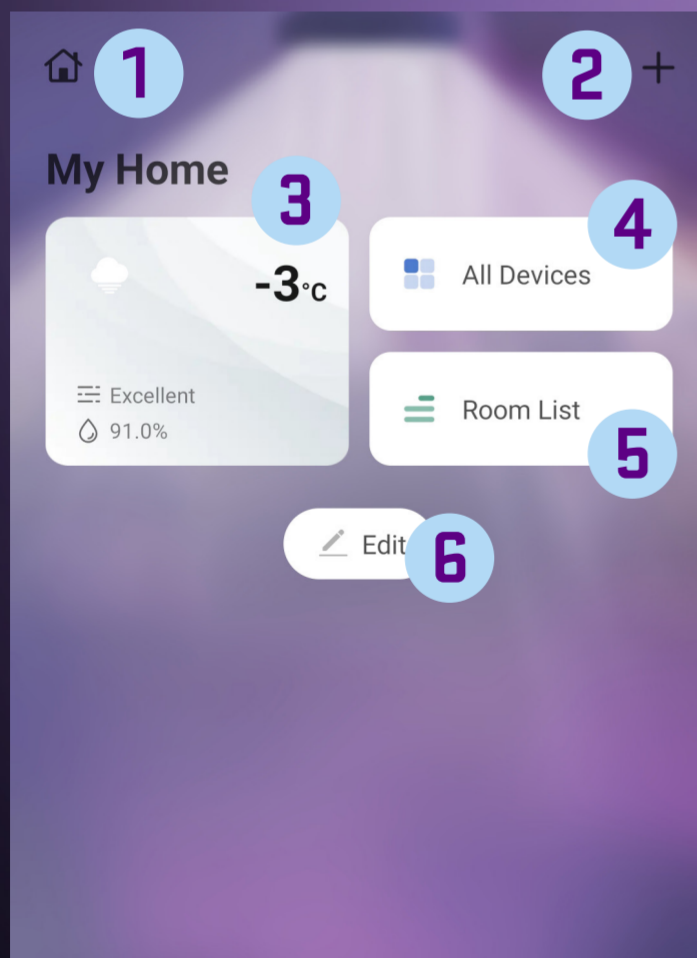 1
2
My Home
3
4
-3°C
All Devices
Excellent
91.0%
Room List
5
Edit
6